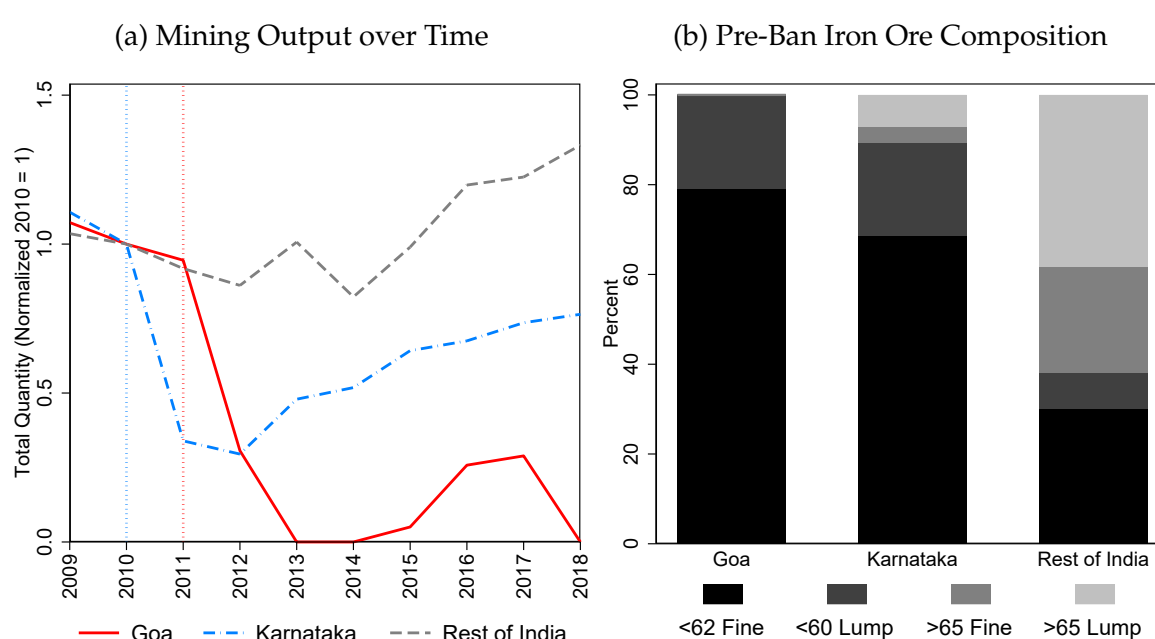 (a) Mining Output over Time
Total Quantity (Normalized 2010 = 1)
1.5
1.0
0.5
0.0
2009 2010 2011 2012 2013 2014 2015 2016 2017 2018
Goa Karnataka Rest of India
(b) Pre-Ban Iron Ore Composition
Percent
100
80
60
40
20
0
Goa Karnataka Rest of India
<62 Fine <60 Lump >65 Fine >65 Lump